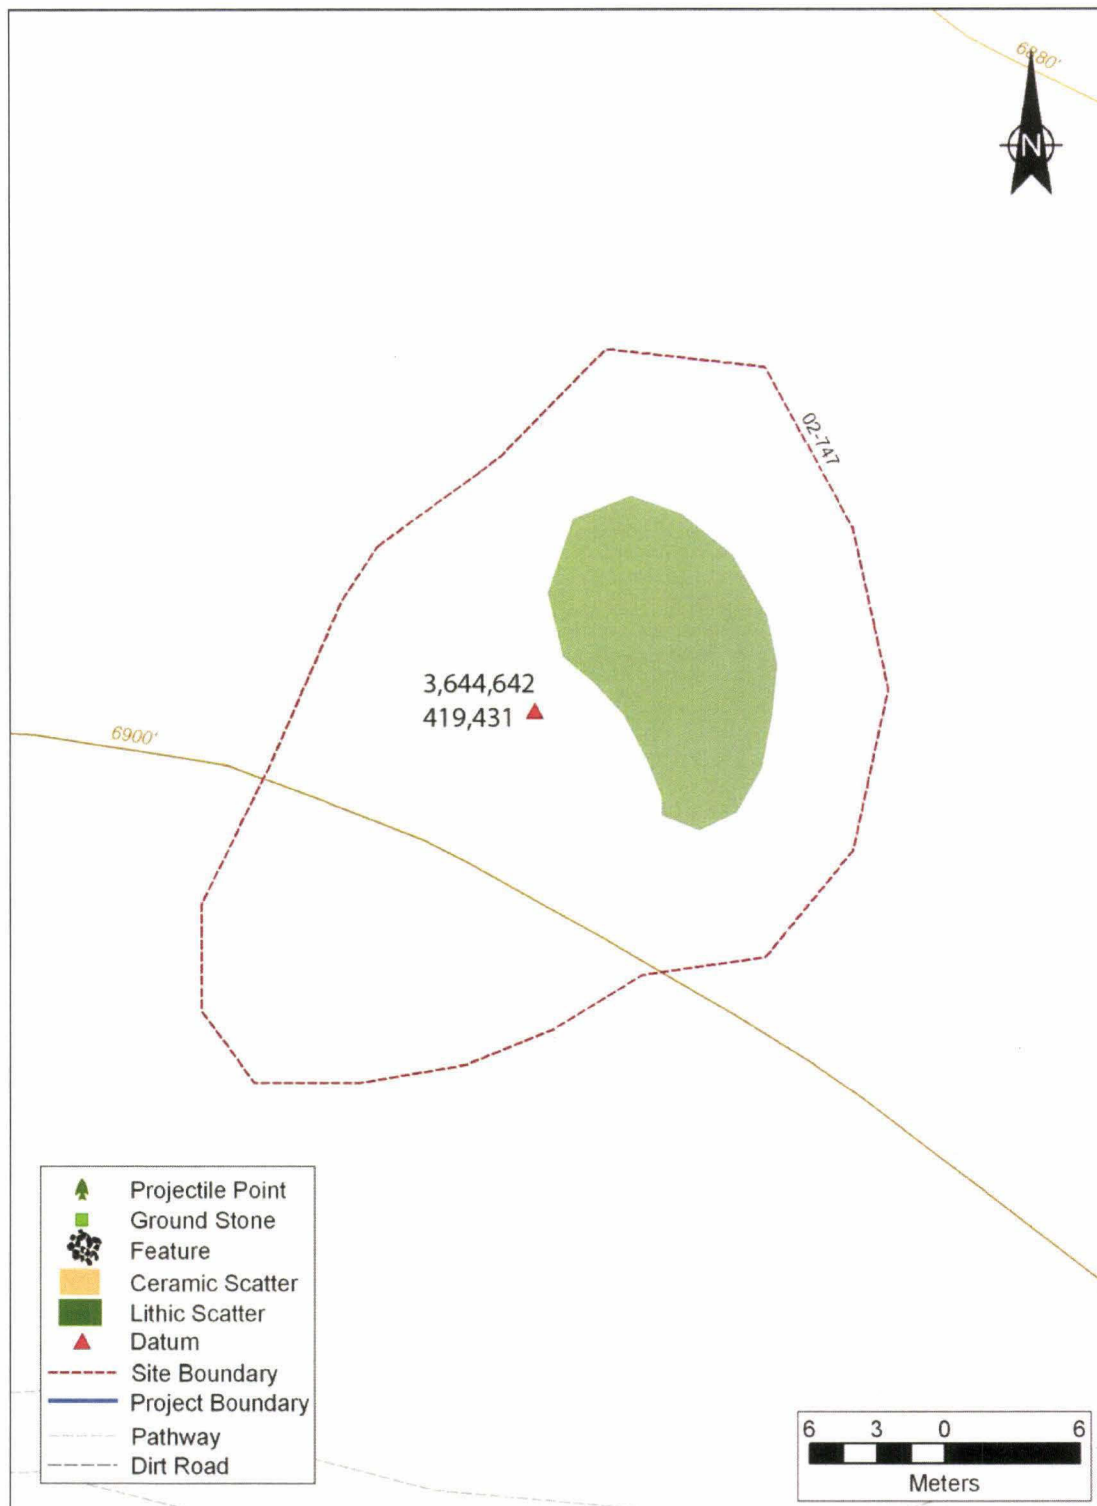 6880'
N
02-747
3,644,642
419,431
6900'
Projectile Point
Ground Stone
Feature
Ceramic Scatter
Lithic Scatter
Datum
Site Boundary
Project Boundary
Pathway
Dirt Road
6 3 0 6
Meters